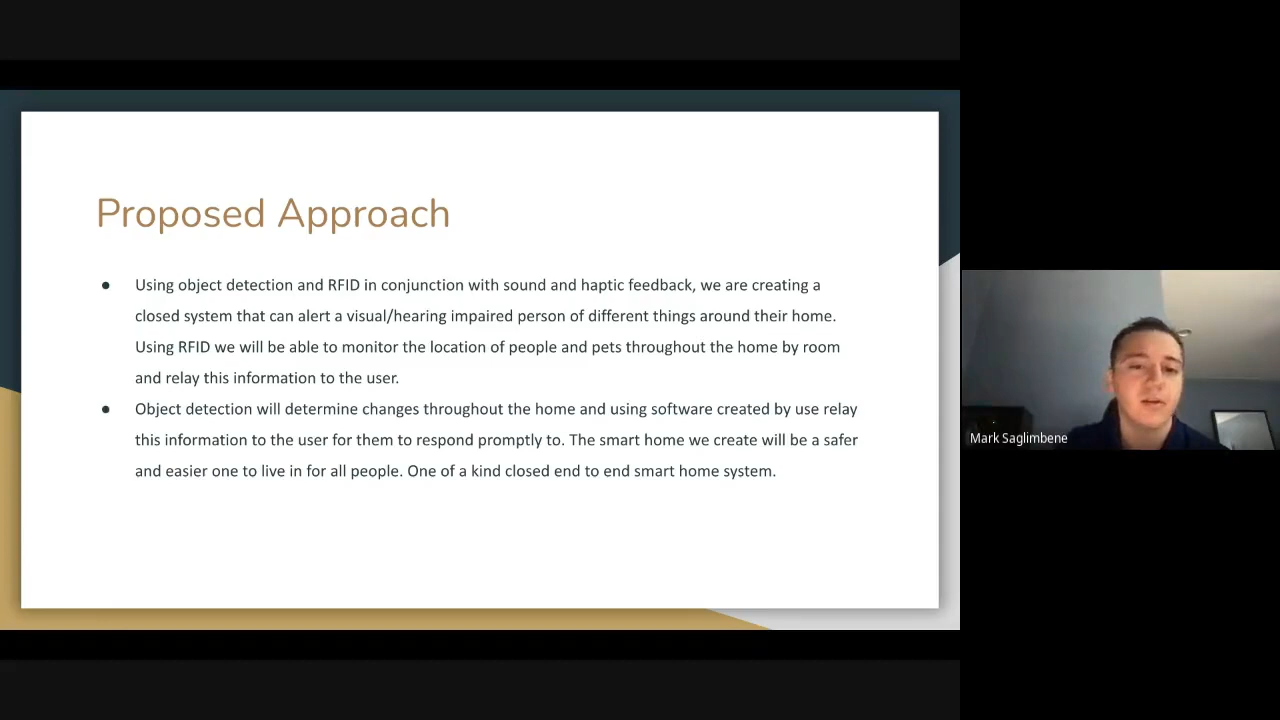 Proposed Approach
● Using object detection and RFID in conjunction with sound and haptic feedback, we are creating a
closed system that can alert a visual/hearing impaired person of different things around their home.
Using RFID we will be able to monitor the location of people and pets throughout the home by room
and relay this information to the user.
● Object detection will determine changes throughout the home and using software created by use relay
this information to the user for them to respond promptly to. The smart home we create will be a safer
and easier one to live in for all people. One of a kind closed end to end smart home system.
Mark Saglimbene